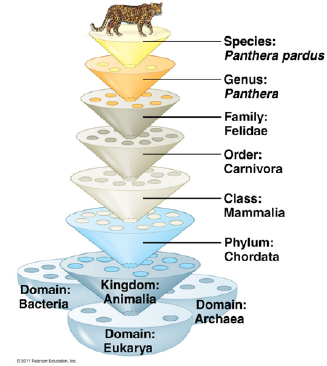 Species:
Panthera pardus
Genus:
Panthera
Family:
Felidae
Order:
Carnivora
Class:
Mammalia
Phylum:
Chordata
Kingdom:
Animalia
Domain:
Bacteria
Domain:
Archaea
Domain:
Eukarya
©2011 Pearson Education, Inc.